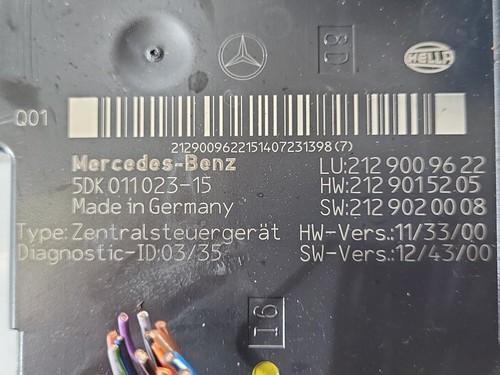 8D
HELLA
Q01
2129009622151407231398(7)
Mercedes-Benz LU:212 900 96 22
5DK 011 023-15 HW:212 901 52 05
Made in Germany SW:212 902 00 08
Type: Zentralsteuergerät HW-Vers.:11/33/00
Diagnostic-ID:03/35 SW-Vers.:12/43/00
16